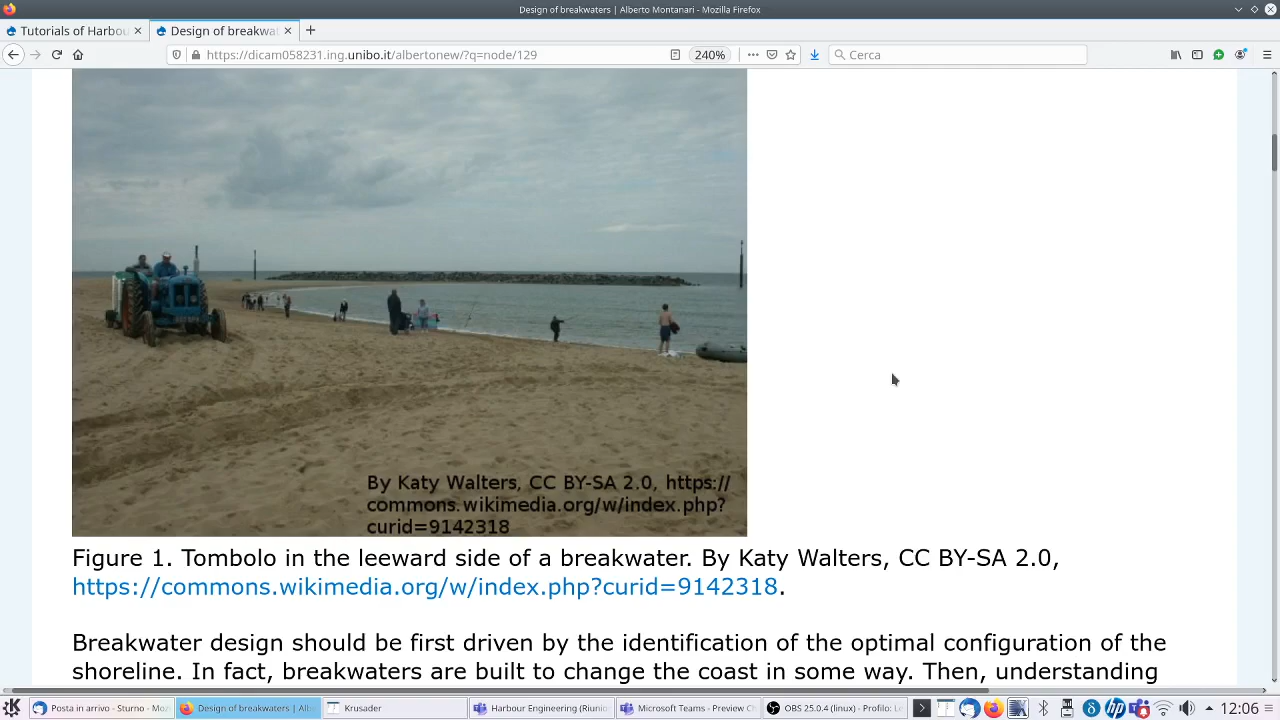 Design of breakwaters | Alberto Montanari - Mozilla Firefox
Tutorials of Harbou
Design of breakwat
https://dicam058231.ing.unibo.it/albertonew/?q=node/129
240%
Cerca
By Katy Walters, CC BY-SA 2.0, https://
commons.wikimedia.org/w/index.php?
curid=9142318
Figure 1. Tombolo in the leeward side of a breakwater. By Katy Walters, CC BY-SA 2.0,
https://commons.wikimedia.org/w/index.php?curid=9142318.
Breakwater design should be first driven by the identification of the optimal configuration of the
shoreline. In fact, breakwaters are built to change the coast in some way. Then, understanding
Posta in arrivo - Sturno - Moz
Design of breakwaters | Alb
Krusader
Harbour Engineering (Riunio
Microsoft Teams - Preview
OBS 25.0.4 (linux) - Profilo: L
12:06